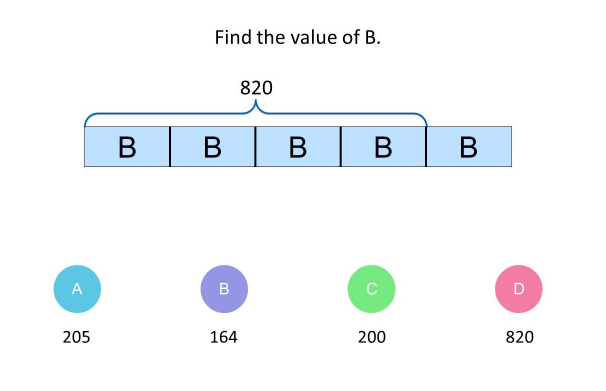 Find the value of B.
820
B B B B B
A B C D
205 164 200 820